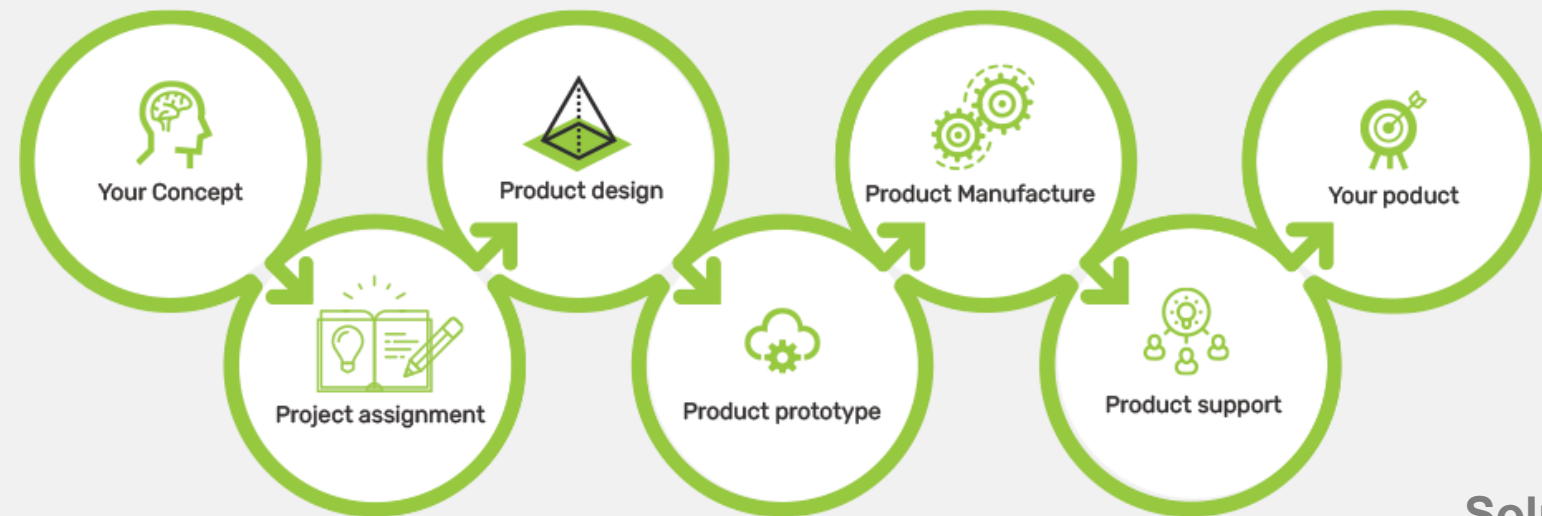 Your Concept
Project assignment
Product design
Product prototype
Product Manufacture
Product support
Your poduct